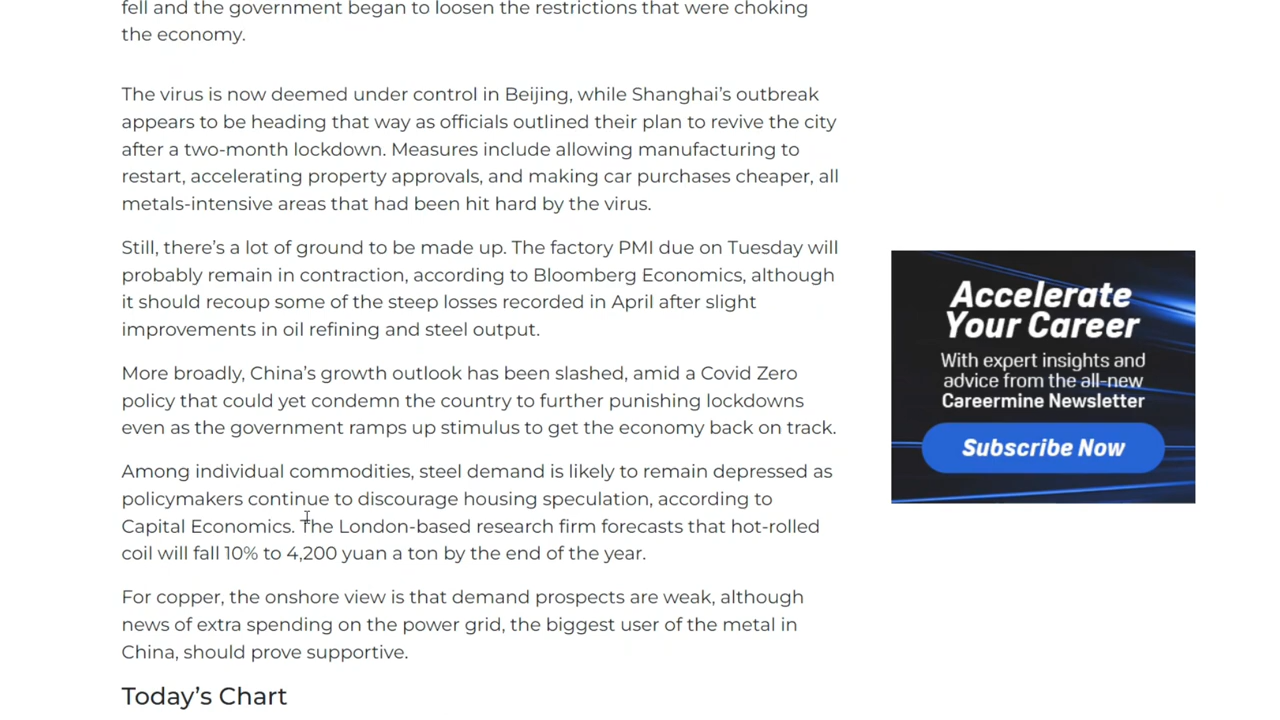 fell and the government began to loosen the restrictions that were choking
the economy.
The virus is now deemed under control in Beijing, while Shanghai’s outbreak
appears to be heading that way as officials outlined their plan to revive the city
after a two-month lockdown. Measures include allowing manufacturing to
restart, accelerating property approvals, and making car purchases cheaper, all
metals-intensive areas that had been hit hard by the virus.
Still, there’s a lot of ground to be made up. The factory PMI due on Tuesday will
probably remain in contraction, according to Bloomberg Economics, although
it should recoup some of the steep losses recorded in April after slight
improvements in oil refining and steel output.
More broadly, China’s growth outlook has been slashed, amid a Covid Zero
policy that could yet condemn the country to further punishing lockdowns
even as the government ramps up stimulus to get the economy back on track.
Among individual commodities, steel demand is likely to remain depressed as
policymakers continue to discourage housing speculation, according to
Capital Economics. The London-based research firm forecasts that hot-rolled
coil will fall 10% to 4,200 yuan a ton by the end of the year.
For copper, the onshore view is that demand prospects are weak, although
news of extra spending on the power grid, the biggest user of the metal in
China, should prove supportive.
Today’s Chart
Accelerate
Your Career
With expert insights and
advice from the all-new
Careermine Newsletter
Subscribe Now